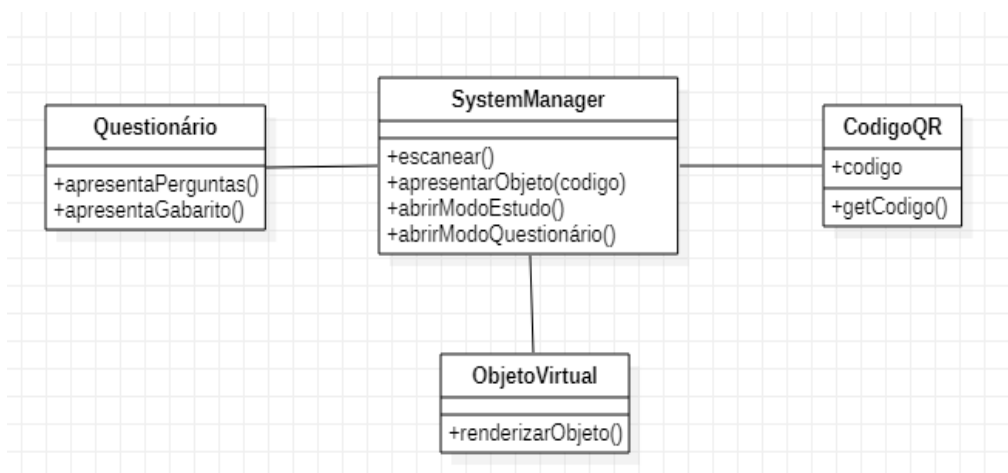 Questionário
+apresentaPerguntas()
+apresentaGabarito()
SystemManager
+escanear()
+apresentarObjeto(codigo)
+abrirModoEstudo()
+abrirModoQuestionário()
CodigoQR
+codigo
+getCodigo()
ObjetoVirtual
+renderizarObjeto()